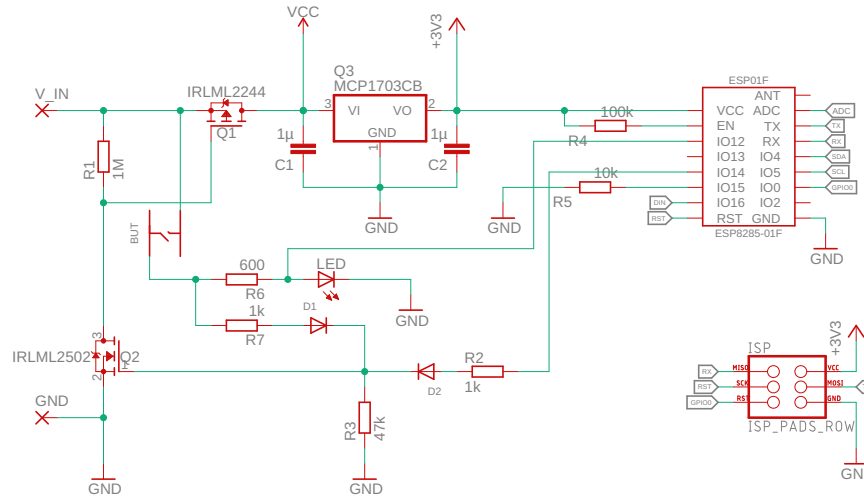 VCC
+3V3
V_IN
IRLML2244
Q1
Q3
MCP1703CB
3
VI
VO
2
GND
1
1µ
C1
1µ
C2
GND
R1
1M
BUT
100k
R4
10k
R5
GND
ESP01F
ANT
VCC
ADC
EN
TX
IO12
RX
IO13
IO4
IO14
IO5
IO15
IO0
IO16
IO2
RST
GND
ESP8285-01F
ADC
TX
RX
SDA
SCL
GPIO0
DIN
RST
GND
600
R6
LED
GND
1k
R7
D1
IRLML2502
3
Q2
1
2
D2
R2
1k
R3
47k
GND
GND
GND
ISP
+3V3
RX
MISO
VCC
RST
SCK
MOSI
GPIO0
RST
GND
ISP_PADS_ROW
GN